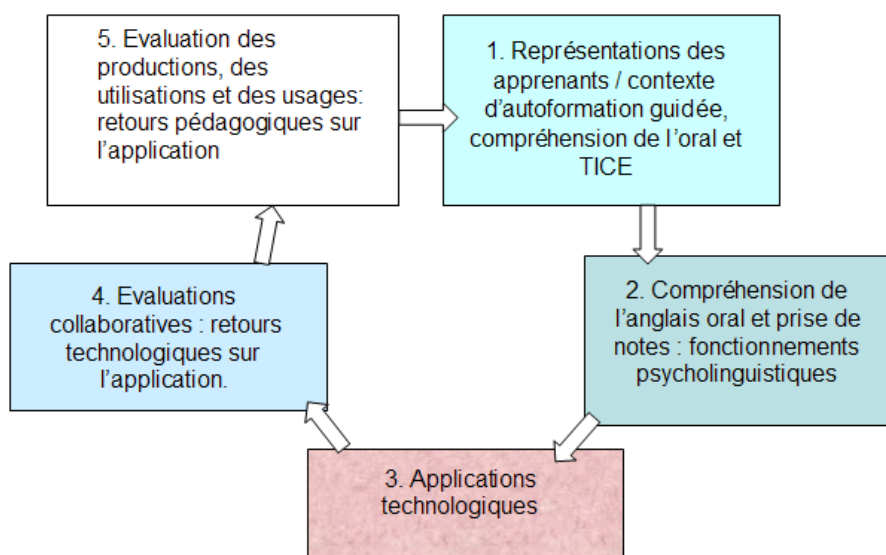 5. Evaluation des
productions, des
utilisations et des usages:
retours pédagogiques sur
l'application
1. Représentations des
apprenants / contexte
d'autoformation guidée,
compréhension de l'oral et
TICE
2. Compréhension de
l'anglais oral et prise de
notes : fonctionnements
psycholinguistiques
3. Applications
technologiques
4. Evaluations
collaboratives : retours
technologiques sur
l'application.